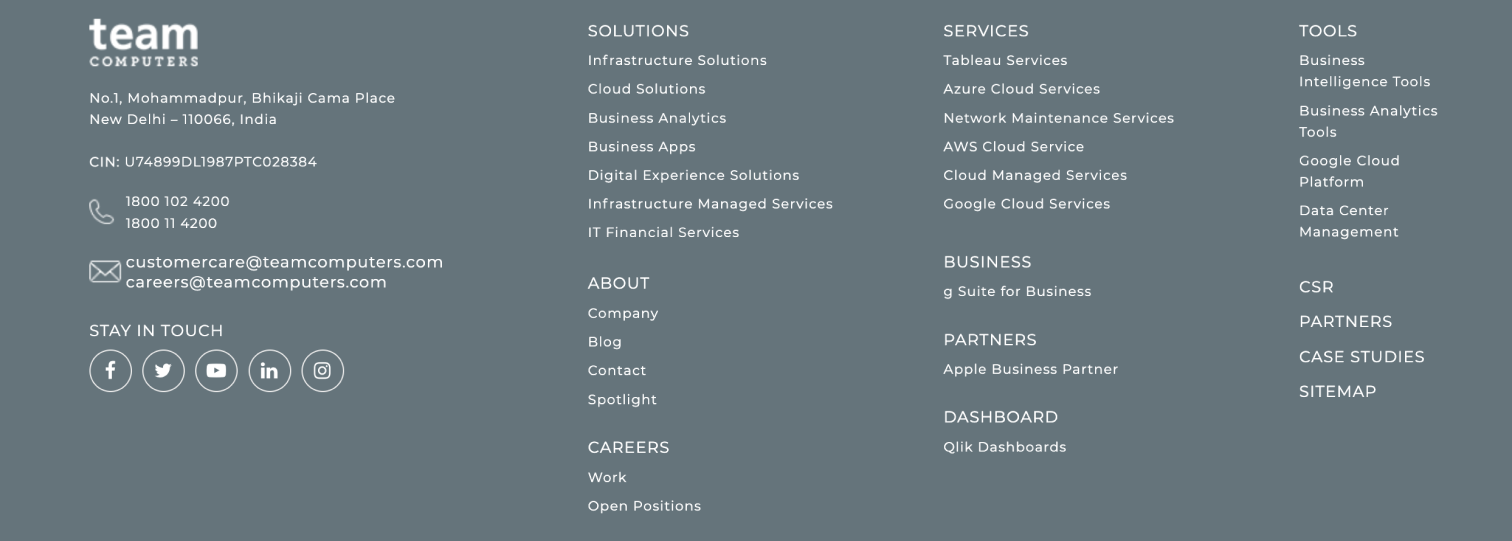 team
COMPUTERS
No.1, Mohammadpur, Bhikaji Cama Place
New Delhi – 110066, India
CIN: U74899DL1987PTC028384
1800 102 4200
1800 11 4200
customercare@teamcomputers.com
careers@teamcomputers.com
STAY IN TOUCH
SOLUTIONS
Infrastructure Solutions
Cloud Solutions
Business Analytics
Business Apps
Digital Experience Solutions
Infrastructure Managed Services
IT Financial Services
ABOUT
Company
Blog
Contact
Spotlight
CAREERS
Work
Open Positions
SERVICES
Tableau Services
Azure Cloud Services
Network Maintenance Services
AWS Cloud Service
Cloud Managed Services
Google Cloud Services
BUSINESS
g Suite for Business
PARTNERS
Apple Business Partner
DASHBOARD
Qlik Dashboards
TOOLS
Business
Intelligence Tools
Business Analytics
Tools
Google Cloud
Platform
Data Center
Management
CSR
PARTNERS
CASE STUDIES
SITEMAP